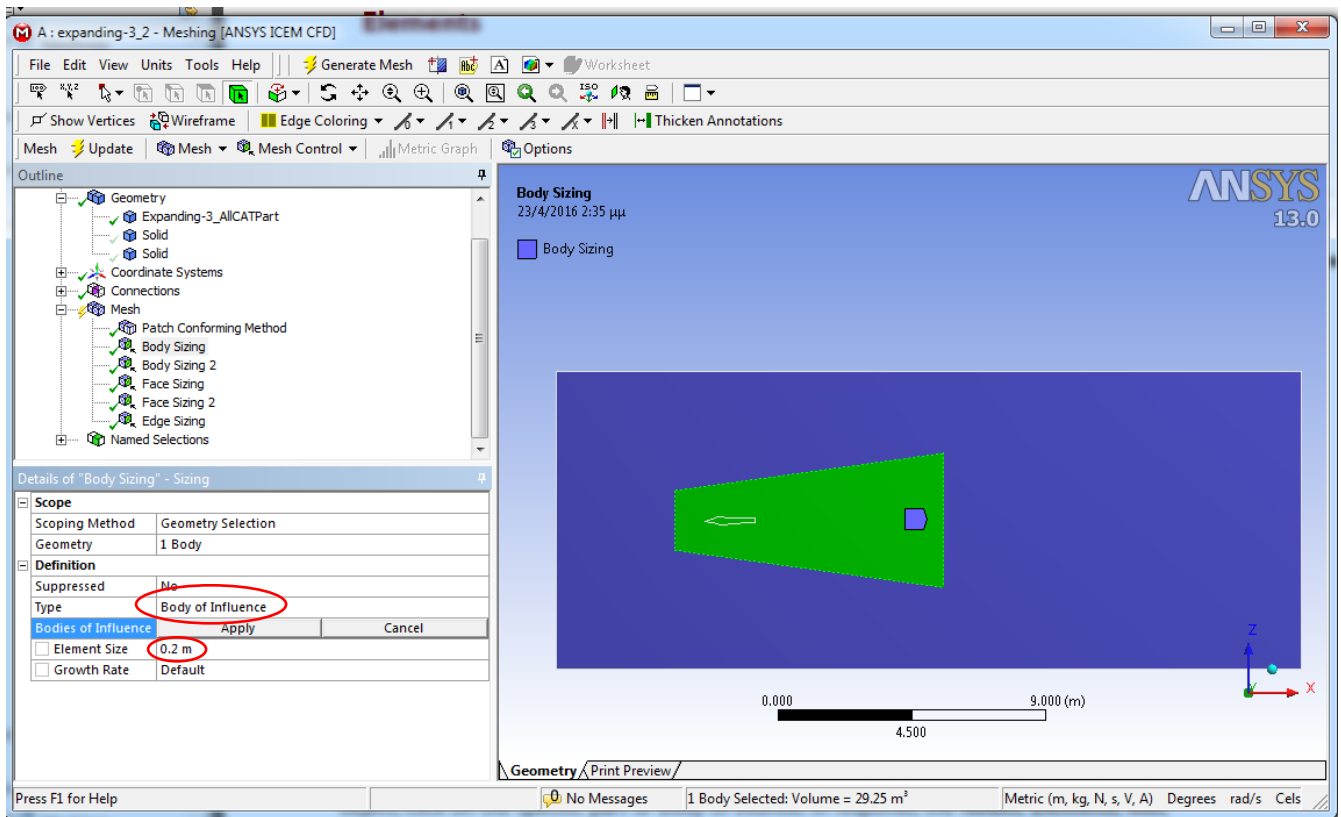 Elements
A : expanding-3_2 - Meshing [ANSYS ICEM CFD]
File Edit View Units Tools Help Generate Mesh Worksheet
Show Vertices Wireframe Edge Coloring Thicken Annotations
Mesh Update Mesh Mesh Control Metric Graph Options
Outline
Geometry
Expanding-3_AllCATPart
Solid
Solid
Coordinate Systems
Connections
Mesh
Patch Conforming Method
Body Sizing
Body Sizing 2
Face Sizing
Face Sizing 2
Edge Sizing
Named Selections
Details of "Body Sizing" - Sizing
Scope
Scoping Method Geometry Selection
Geometry 1 Body
Definition
Suppressed No
Type Body of Influence
Bodies of Influence Apply Cancel
Element Size 0.2 m
Growth Rate Default
Body Sizing
23/4/2016 2:35 μμ
Body Sizing
ANSYS
13.0
Z
Y X
0.000 9.000 (m)
4.500
Geometry Print Preview
Press F1 for Help 0 No Messages 1 Body Selected: Volume = 29.25 m³ Metric (m, kg, N, s, V, A) Degrees rad/s Cels